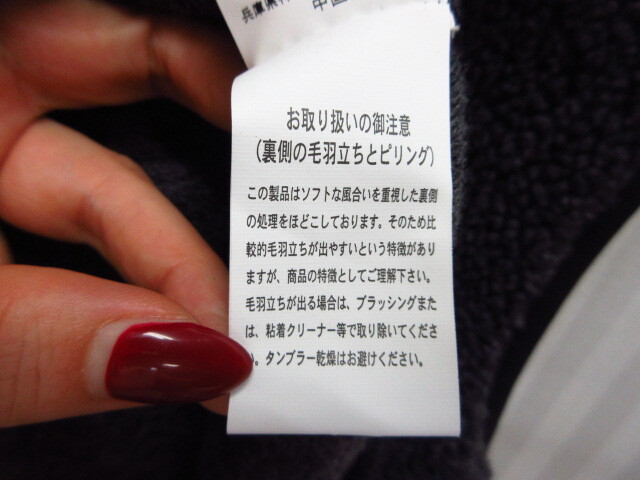 兵庫県
中国
お取り扱いの御注意
(裏側の毛羽立ちとピリング)
この製品はソフトな風合いを重視した裏側
の処理をほどこしております。そのため比
較的毛羽立ちが出やすいという特徴があり
ますが、商品の特徴としてご理解下さい。
毛羽立ちが出る場合は、ブラッシングまた
は、粘着クリーナー等で取り除いてくださ
。タンブラー乾燥はお避けください。